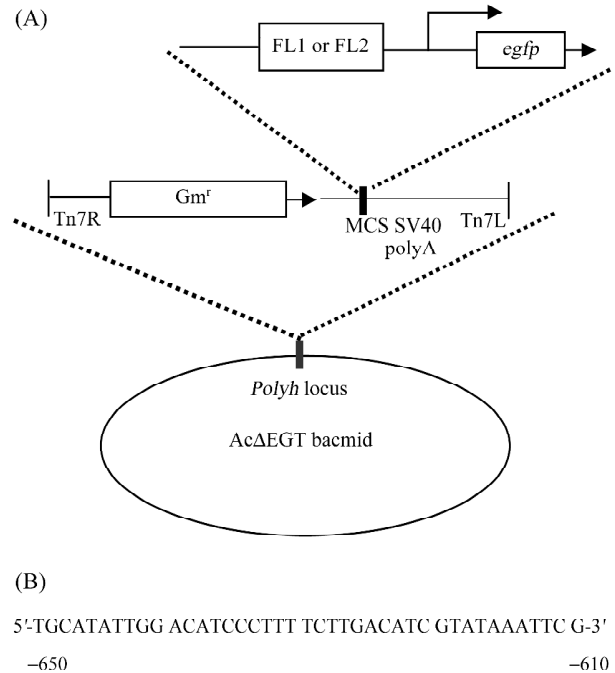 (A)
FL1 or FL2
egfp
Gmʳ
Tn7R
MCS SV40
polyA
Tn7L
Polyh locus
AcΔEGT bacmid
(B)
5′-TGCATATTGG ACATCCCTTT TCTTGACATC GTATAAATTC G-3′
−650 −610